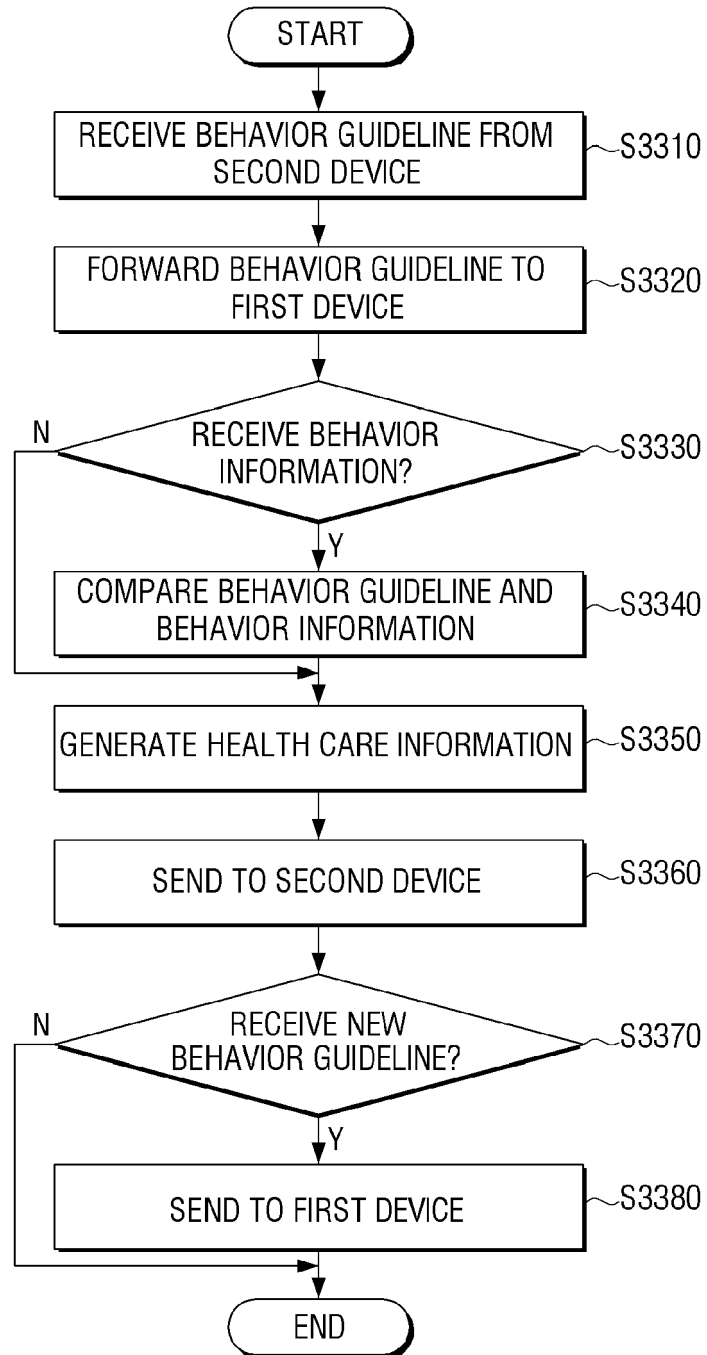 START
RECEIVE BEHAVIOR GUIDELINE FROM
SECOND DEVICE
S3310
FORWARD BEHAVIOR GUIDELINE TO
FIRST DEVICE
S3320
N
RECEIVE BEHAVIOR
INFORMATION?
S3330
Y
COMPARE BEHAVIOR GUIDELINE AND
BEHAVIOR INFORMATION
S3340
GENERATE HEALTH CARE INFORMATION
S3350
SEND TO SECOND DEVICE
S3360
N
RECEIVE NEW
BEHAVIOR GUIDELINE?
S3370
Y
SEND TO FIRST DEVICE
S3380
END